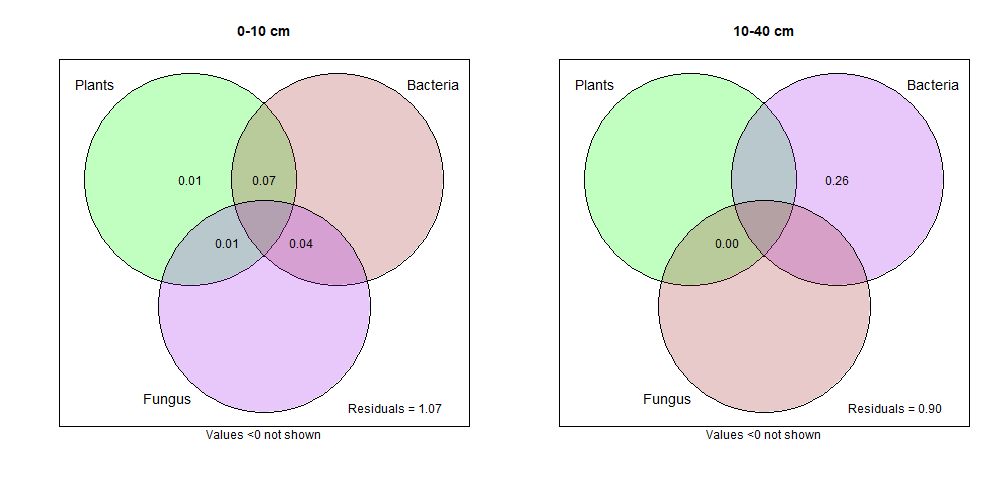 0-10 cm
Plants
Bacteria
0.01
0.07
0.01
0.04
Fungus
Residuals = 1.07
Values <0 not shown
10-40 cm
Plants
Bacteria
0.26
0.00
Fungus
Residuals = 0.90
Values <0 not shown